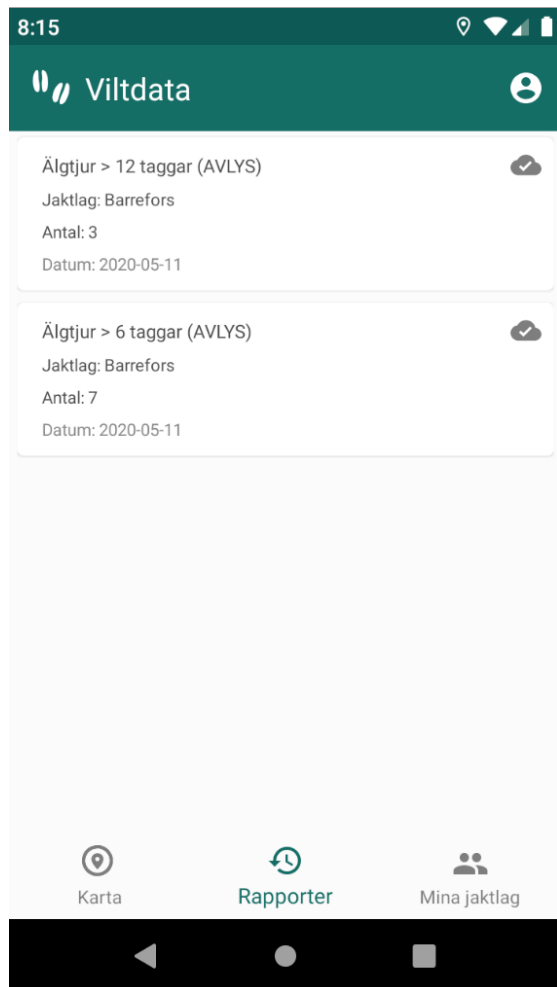 8:15
Viltdata
Älgtjur > 12 taggar (AVLYS)
Jaktlag: Barrefors
Antal: 3
Datum: 2020-05-11
Älgtjur > 6 taggar (AVLYS)
Jaktlag: Barrefors
Antal: 7
Datum: 2020-05-11
Karta
Rapporter
Mina jaktlag